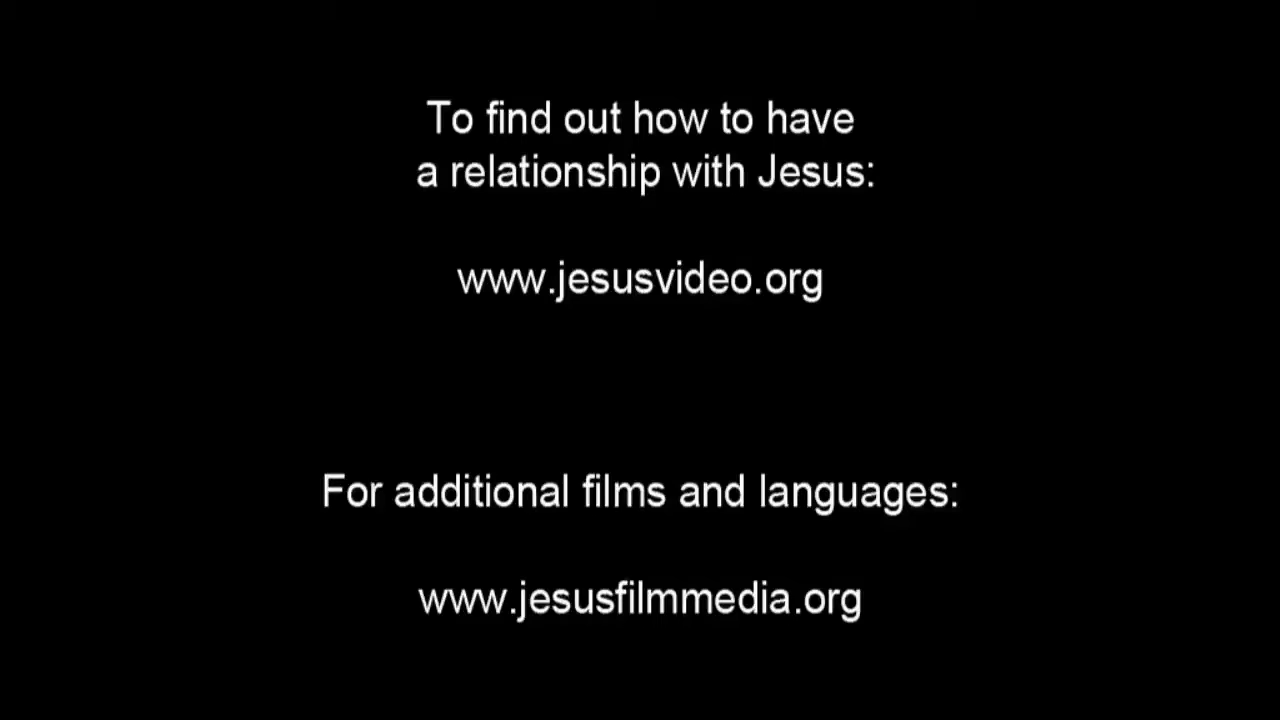 To find out how to have
a relationship with Jesus:
www.jesusvideo.org
For additional films and languages:
www.jesusfilmmedia.org